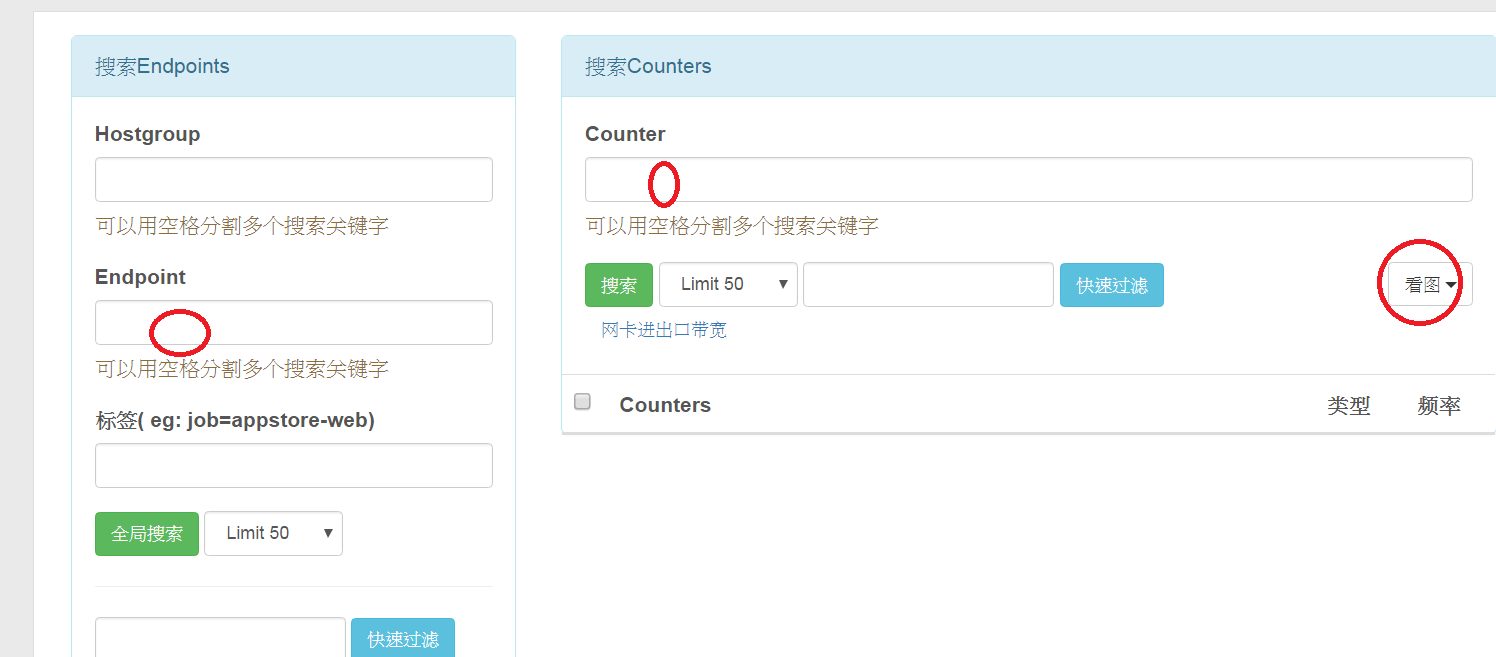 搜索Endpoints
Hostgroup
可以用空格分割多个搜索关键字
Endpoint
可以用空格分割多个搜索关键字
标签( eg: job=appstore-web)
全局搜索 Limit 50
快速过滤
搜索Counters
Counter
可以用空格分割多个搜索关键字
搜索 Limit 50 快速过滤 看图
网卡进出口带宽
Counters 类型 频率